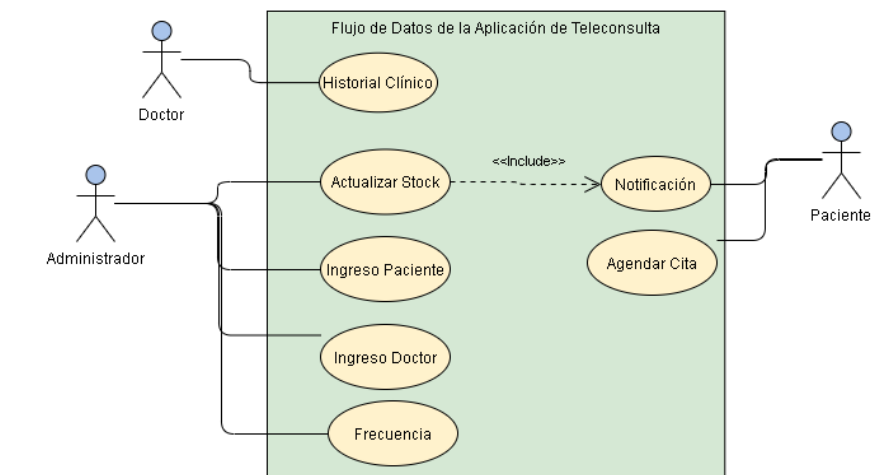 Flujo de Datos de la Aplicación de Teleconsulta
Historial Clínico
Doctor
<<Include>>
Actualizar Stock
Notificación
Paciente
Administrador
Ingreso Paciente
Agendar Cita
Ingreso Doctor
Frecuencia